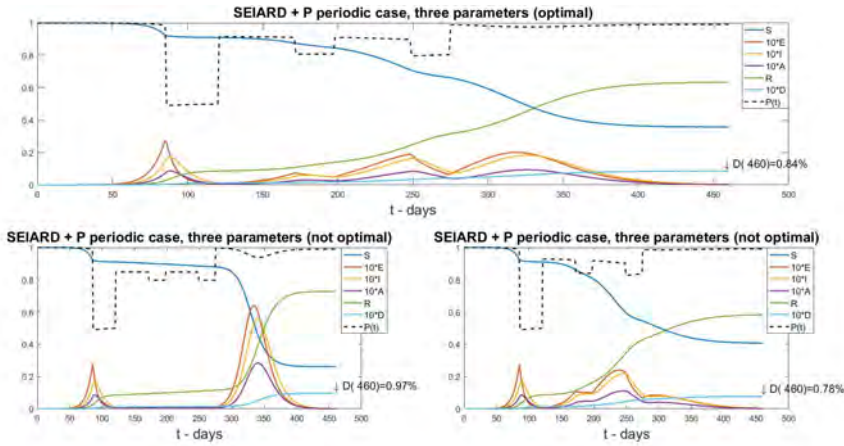 SEIARD + P periodic case, three parameters (optimal)
1
0.8
0.6
0.4
0.2
0
0 50 100 150 200 250 300 350 400 450 500
t - days
S
10*E
10*I
10*A
R
10*D
P(t)
↓ D( 460)=0.84%
SEIARD + P periodic case, three parameters (not optimal)
1
0.8
0.6
0.4
0.2
0
0 50 100 150 200 250 300 350 400 450 500
t - days
S
10*E
10*I
10*A
R
10*D
P(t)
↓ D( 460)=0.97%
SEIARD + P periodic case, three parameters (not optimal)
1
0.8
0.6
0.4
0.2
0
0 50 100 150 200 250 300 350 400 450 500
t - days
S
10*E
10*I
10*A
R
10*D
P(t)
↓ D( 460)=0.78%